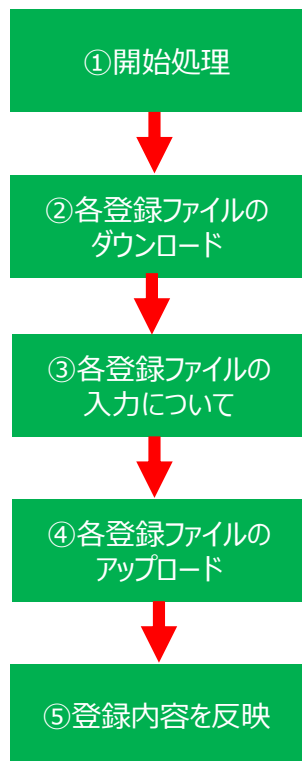 ①開始処理
②各登録ファイルの
ダウンロード
③各登録ファイルの
入力について
④各登録ファイルの
アップロード
⑤登録内容を反映